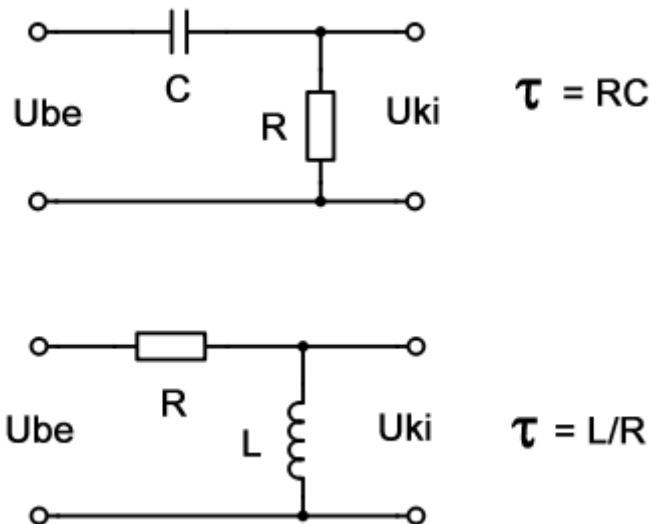 C
Ube
R
Uki
τ = RC
R
Ube
L
Uki
τ = L/R